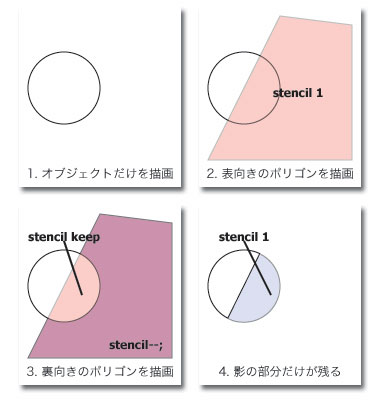 1. オブジェクトだけを描画
stencil 1
2. 表向きのポリゴンを描画
stencil keep
stencil--;
3. 裏向きのポリゴンを描画
stencil 1
4. 影の部分だけが残る